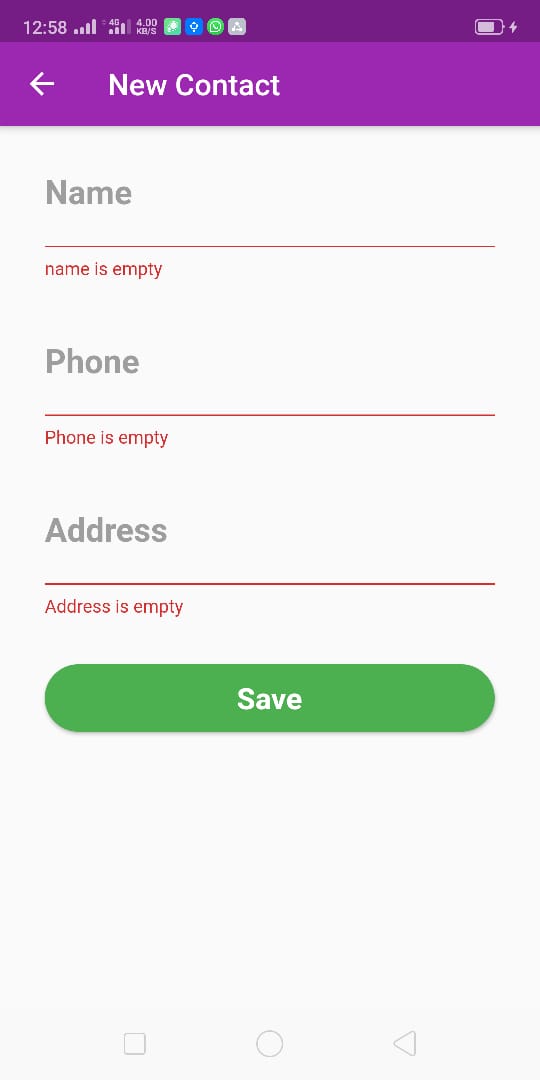 12:58 4G 4.00 KB/S
New Contact
Name
name is empty
Phone
Phone is empty
Address
Address is empty
Save